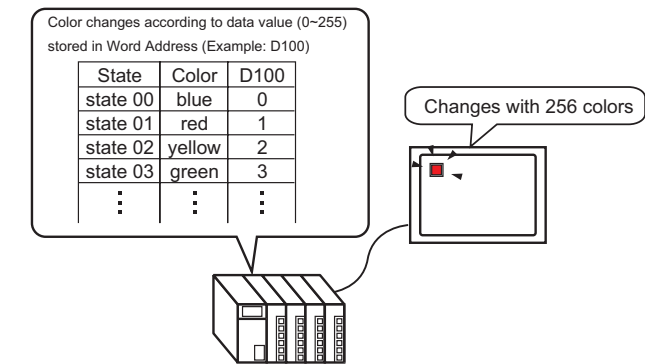 Color changes according to data value (0~255)
stored in Word Address (Example: D100)
State Color D100
state 00 blue 0
state 01 red 1
state 02 yellow 2
state 03 green 3
Changes with 256 colors